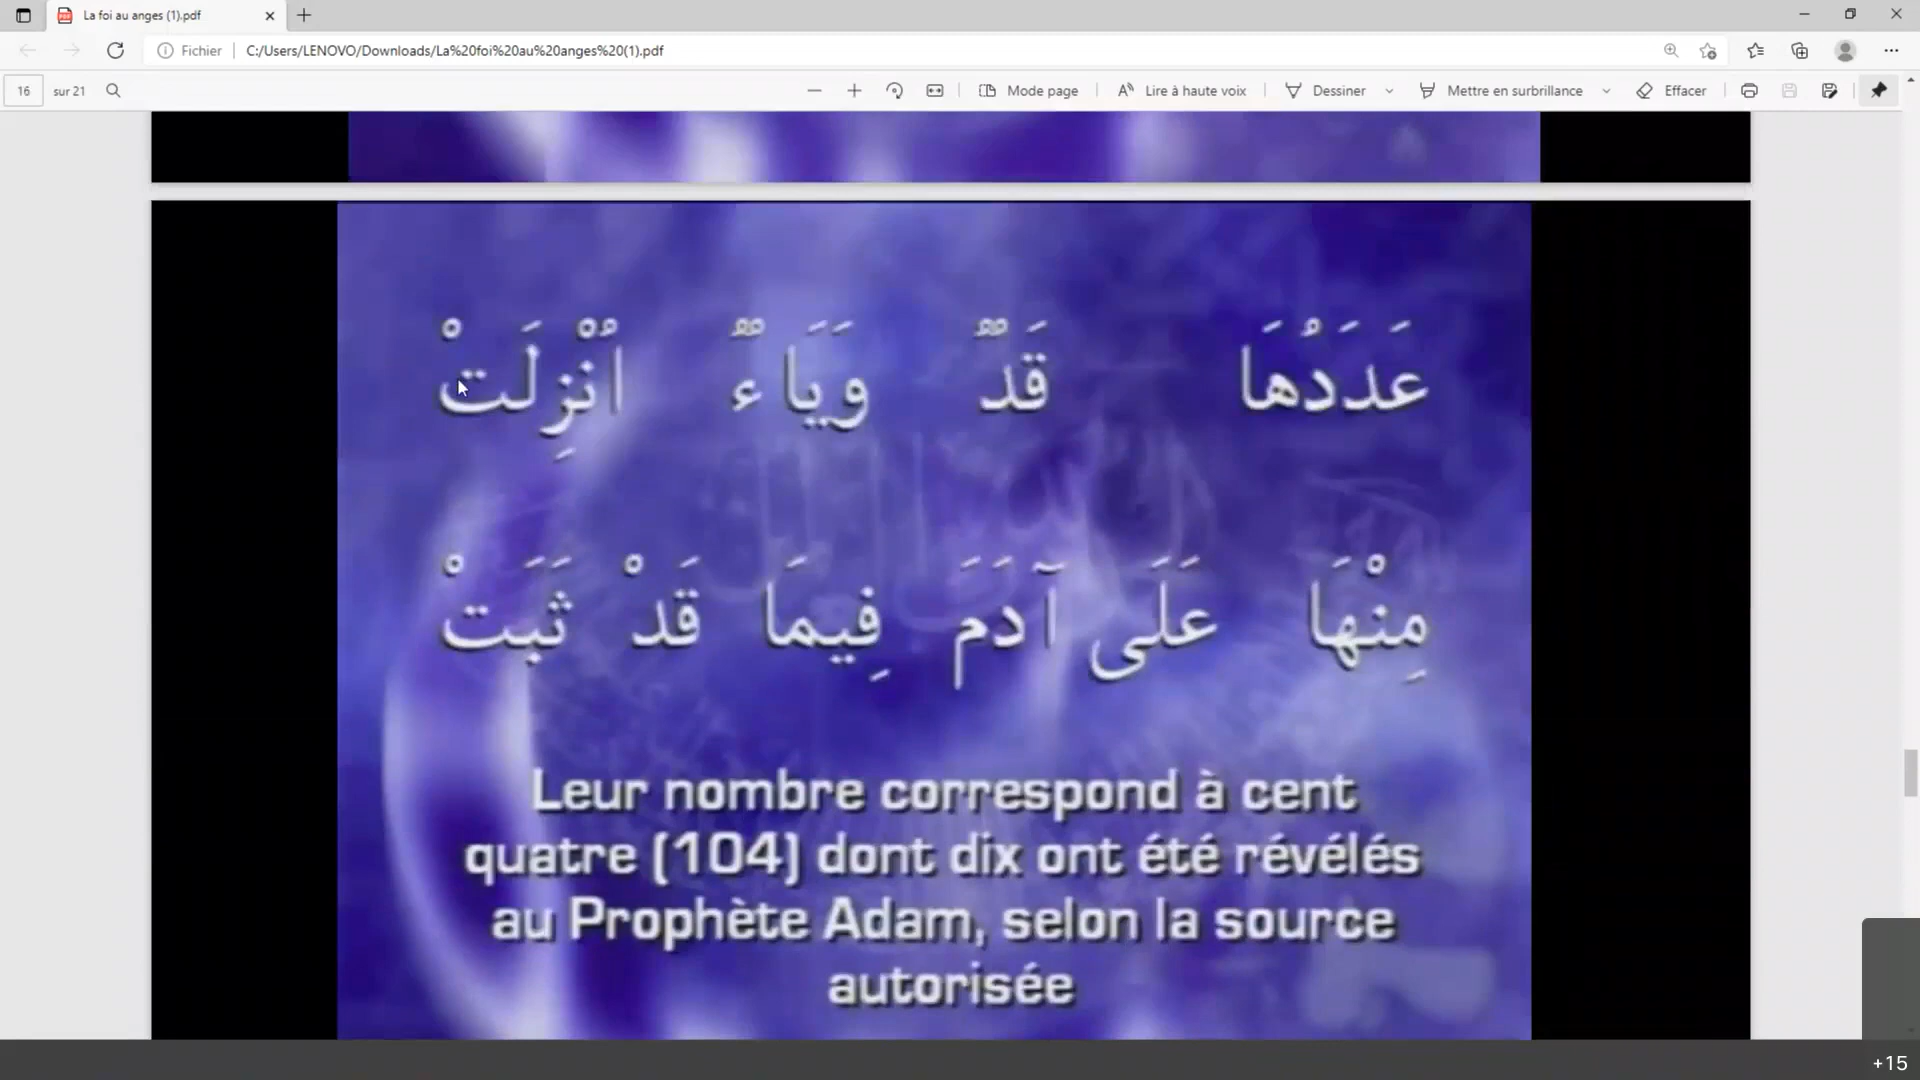 La foi au anges (1).pdf
Fichier C:/Users/LENOVO/Downloads/La%20foi%20au%20anges%20(1).pdf
16 sur 21 Mode page Lire à haute voix Dessiner Mettre en surbrillance Effacer
عَدَدُهَا قَدٌّ وَيَاءٌ اُنْزِلَتْ
مِنْهَا عَلَى آدَمَ فِيمَا قَدْ ثَبَتْ
Leur nombre correspond à cent
quatre (104) dont dix ont été révélés
au Prophète Adam, selon la source
autorisée
+15